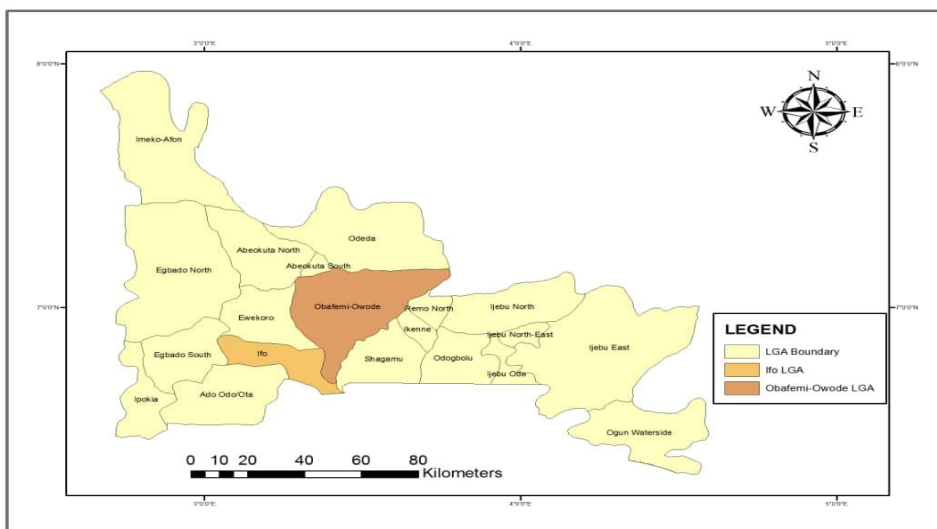 3°0'0"E 4°0'0"E 5°0'0"E
8°0'0"N 8°0'0"N
N
W E
S
Imeko-Afon
Odeda
Abeokuta North
Abeokuta South
Egbado North
Obafemi-Owode
7°0'0"N 7°0'0"N
Remo North
Ijebu North
Ewekoro
Ikenne
Ijebu North-East
Ijebu East
Ifo
Egbado South
Shagamu
Odogbolu
Ijebu Ode
Ado Odo/Ota
Ipokia
Ogun Waterside
LEGEND
LGA Boundary
Ifo LGA
Obafemi-Owode LGA
0 5 10 20 40 60 80
Kilometers
3°0'0"E 4°0'0"E 5°0'0"E